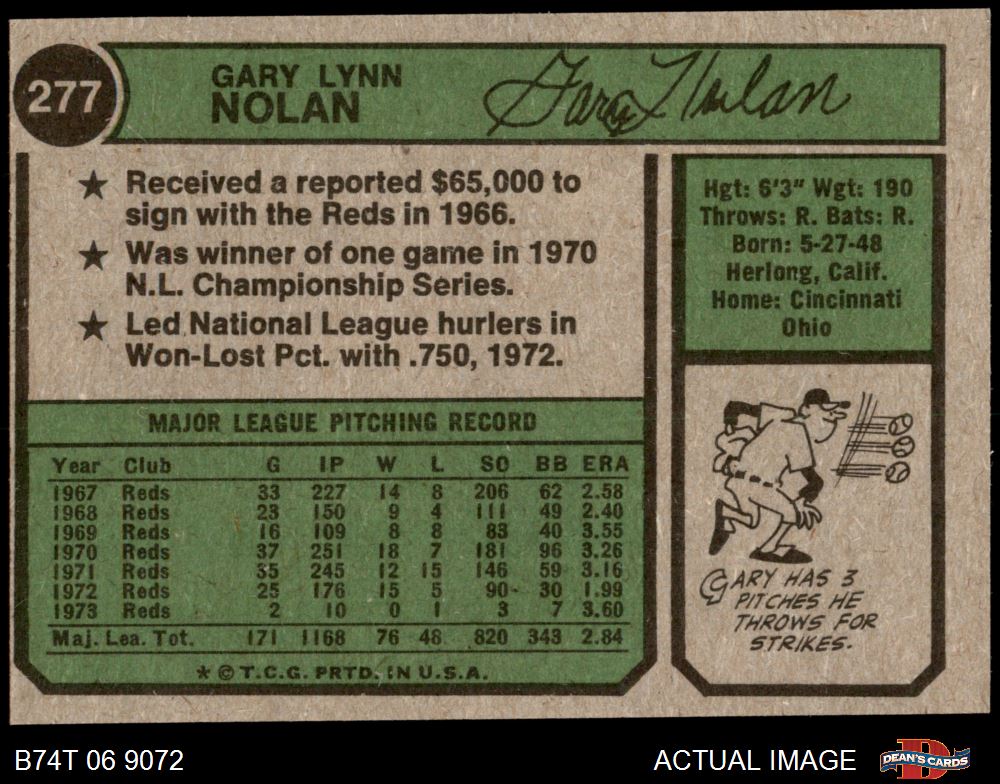 277
GARY LYNN
NOLAN
Gary Nolan
★ Received a reported $65,000 to
sign with the Reds in 1966.
★ Was winner of one game in 1970
N.L. Championship Series.
★ Led National League hurlers in
Won-Lost Pct. with .750, 1972.
Hgt: 6'3" Wgt: 190
Throws: R. Bats: R.
Born: 5-27-48
Herlong, Calif.
Home: Cincinnati
Ohio
MAJOR LEAGUE PITCHING RECORD
Year Club G IP W L SO BB ERA
1967 Reds 33 227 14 8 206 62 2.58
1968 Reds 23 150 9 4 111 49 2.40
1969 Reds 16 109 8 8 83 40 3.55
1970 Reds 37 251 18 7 181 96 3.26
1971 Reds 35 245 12 15 146 59 3.16
1972 Reds 25 176 15 5 90 30 1.99
1973 Reds 2 10 0 1 3 7 3.60
Maj. Lea. Tot. 171 1168 76 48 820 343 2.84
* © T.C.G. PRTD. IN U.S.A.
GARY HAS 3
PITCHES HE
THROWS FOR
STRIKES.
B74T 06 9072
ACTUAL IMAGE
DEAN'S CARDS